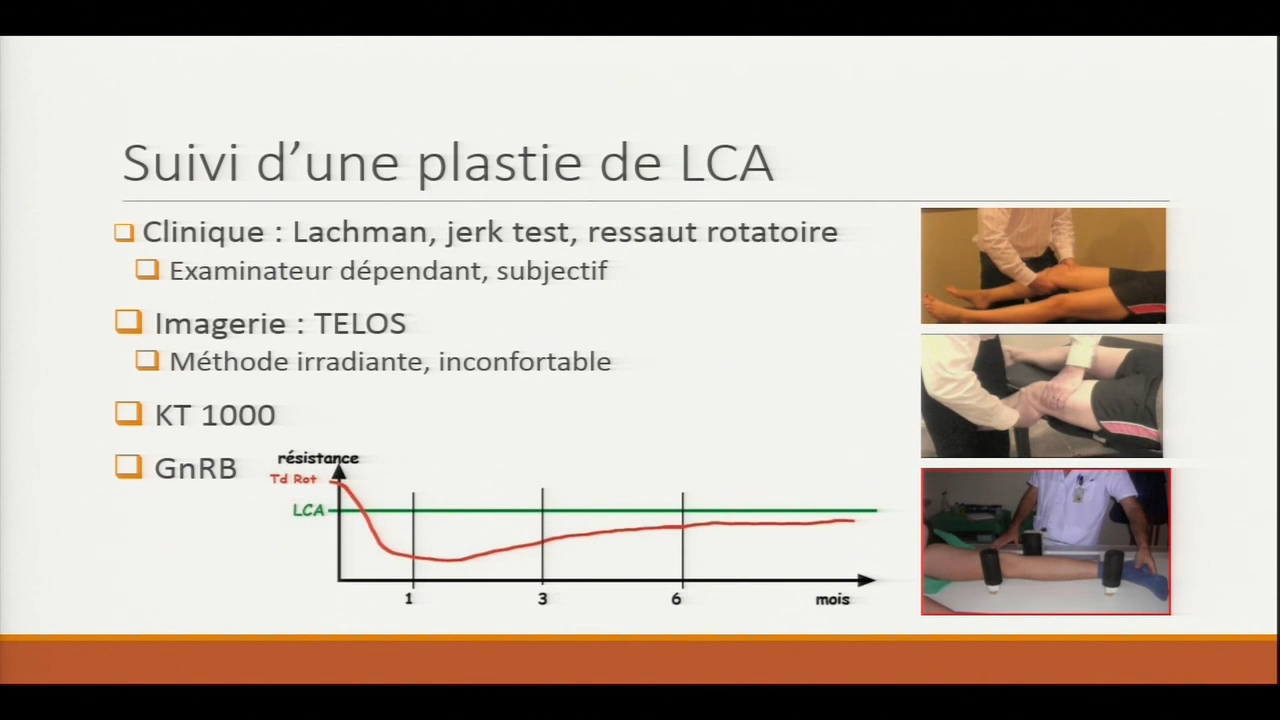 Suivi d’une plastie de LCA
Clinique : Lachman, jerk test, ressaut rotatoire
Examinateur dépendant, subjectif
Imagerie : TELOS
Méthode irradiante, inconfortable
KT 1000
GnRB
résistance
Td Rot
LCA
1
3
6
mois